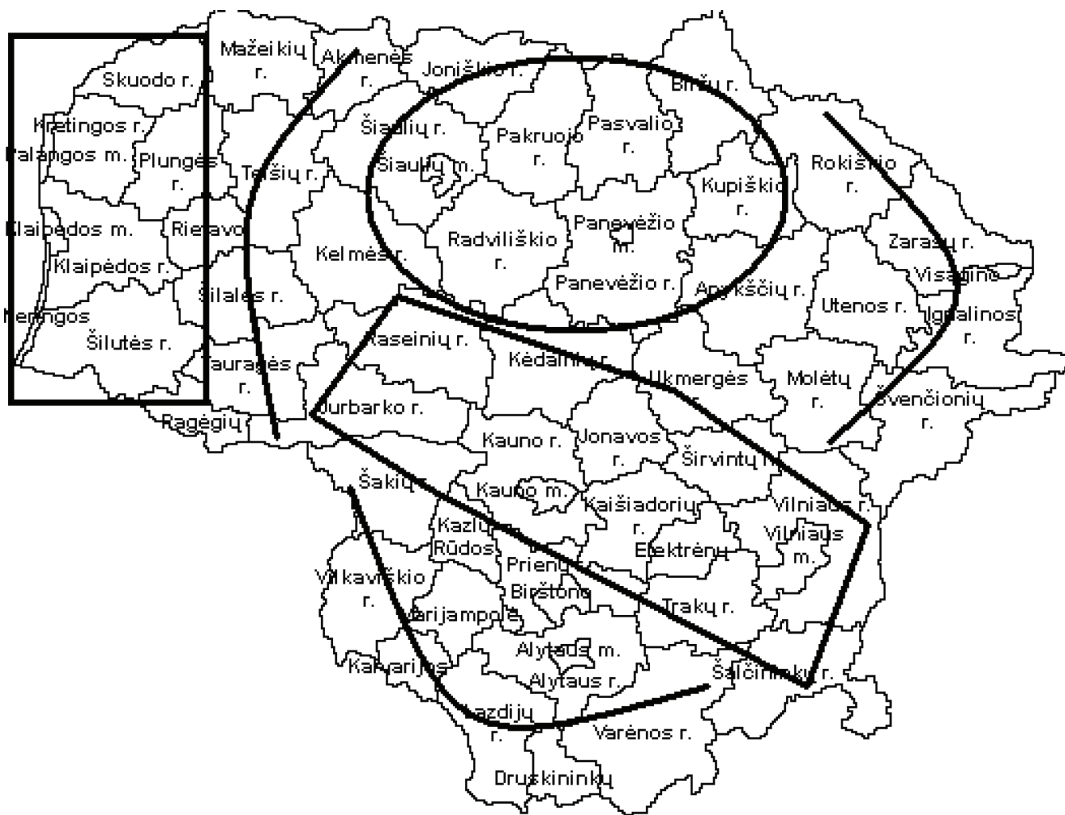 Mažeikių
r.
Akmenės
r.
Joniškio r.
Skuodo r.
Biržų r.
Kretingos r.
Šiaulių r.
Pakruojo
r.
Pasvalio
r.
Palangos m.
Plungės
r.
Telšių r.
Šiaulių m.
Rokiškio
r.
Kupiškio
r.
Klaipėdos m.
Rietavo
Kelmės r.
Radviliškio
r.
Panevėžio
m.
Zarasų r.
Klaipėdos r.
Visagino
Šilalės r.
Panevėžio r.
Anykščių r.
Utenos r.
Ignalinos
r.
Neringos
Šilutės r.
Raseinių r.
Kėdainių r.
Tauragės
r.
Ukmergės
r.
Molėtų
r.
Švenčionių
r.
Pagėgių
Jurbarko r.
Kauno r.
Jonavos
r.
Širvintų r.
Šakių r.
Kauno m.
Kaišiadorių
r.
Vilniaus r.
Kazlų
Rūdos
Vilniaus
m.
Elektrėnų
Prienų
Vilkaviškio
r.
Birštono
Marijampolė
Trakų r.
Kalvarijos
Alytaus m.
Alytaus r.
Šalčininkų r.
Lazdijų
r.
Varėnos r.
Druskininkų